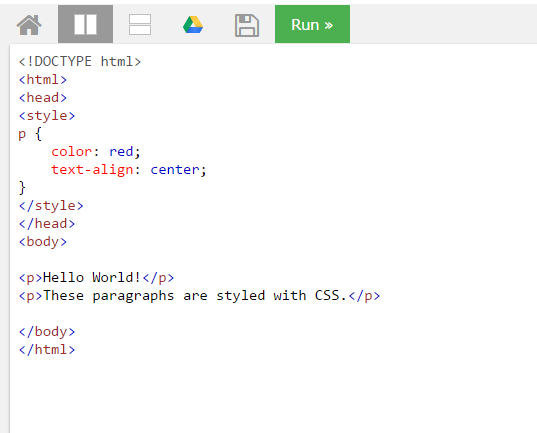 Run »
<!DOCTYPE html>
<html>
<head>
<style>
p {
    color: red;
    text-align: center;
}
</style>
</head>
<body>

<p>Hello World!</p>
<p>These paragraphs are styled with CSS.</p>

</body>
</html>